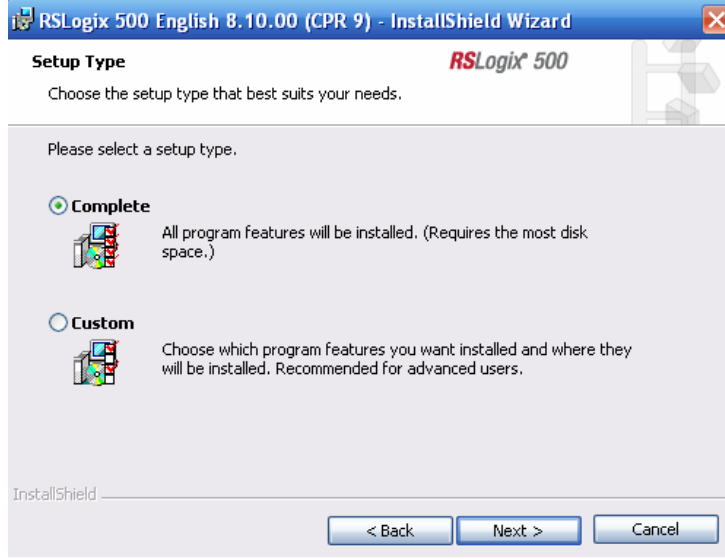 RSLogix 500 English 8.10.00 (CPR 9) - InstallShield Wizard
Setup Type
RSLogix® 500
Choose the setup type that best suits your needs.
Please select a setup type.
Complete
All program features will be installed. (Requires the most disk
space.)
Custom
Choose which program features you want installed and where they
will be installed. Recommended for advanced users.
InstallShield
< Back
Next >
Cancel